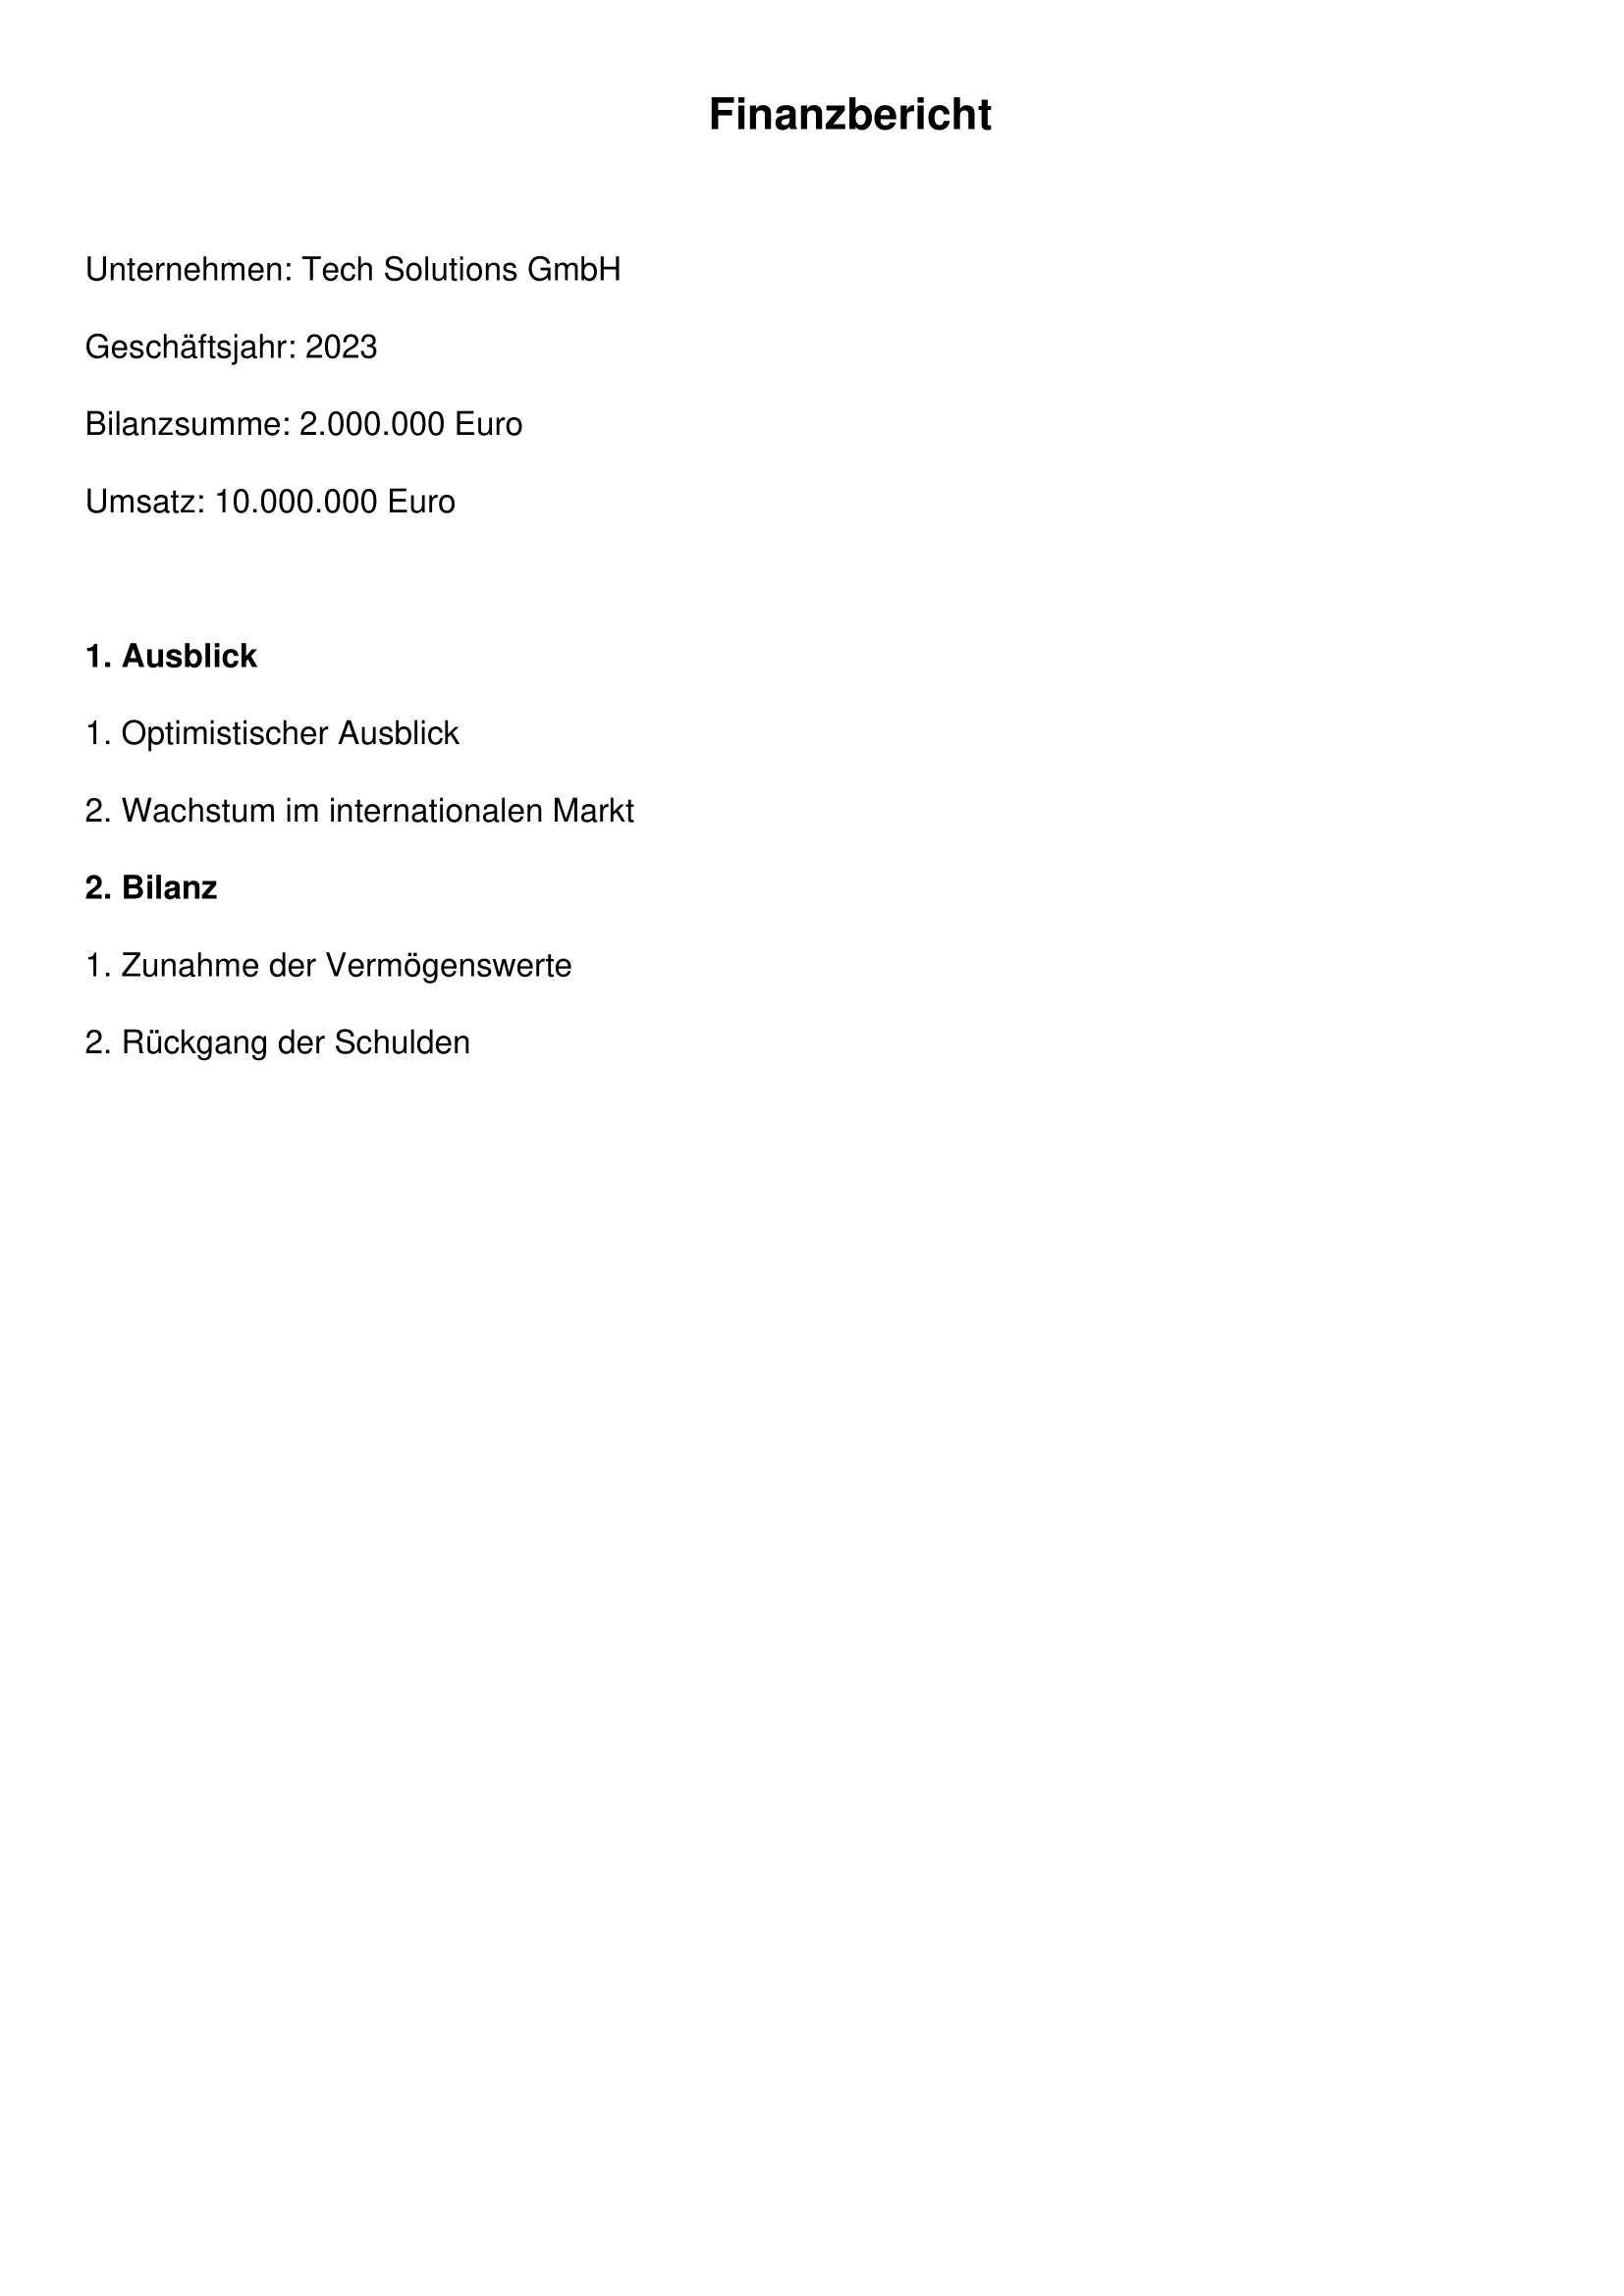 Finanzbericht
Unternehmen: Tech Solutions GmbH
Geschäftsjahr: 2023
Bilanzsumme: 2.000.000 Euro
Umsatz: 10.000.000 Euro
1. Ausblick
1. Optimistischer Ausblick
2. Wachstum im internationalen Markt
2. Bilanz
1. Zunahme der Vermögenswerte
2. Rückgang der Schulden